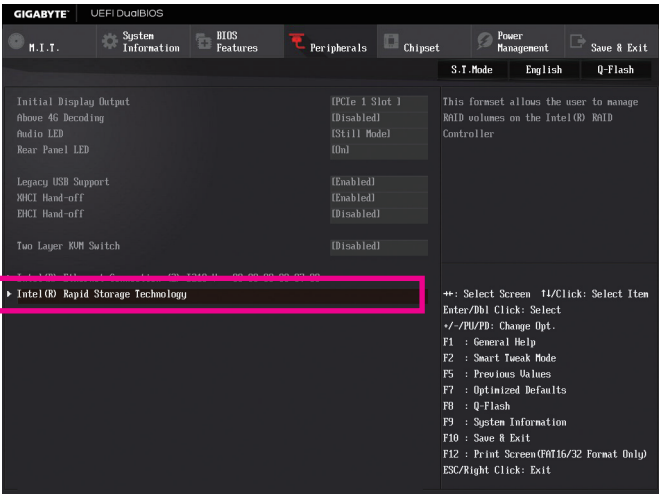 GIGABYTE™ UEFI DualBIOS
M.I.T.
System Information
BIOS Features
Peripherals
Chipset
Power Management
Save & Exit
S.T.Mode English Q-Flash
Initial Display Output [PCIe 1 Slot ]
Above 4G Decoding [Disabled]
Audio LED [Still Mode]
Rear Panel LED [On]
Legacy USB Support [Enabled]
XHCI Hand-off [Enabled]
EHCI Hand-off [Disabled]
Two Layer KVM Switch [Disabled]
Intel(R) Rapid Storage Technology
This formset allows the user to manage
RAID volumes on the Intel(R) RAID
Controller
→←: Select Screen ↑↓/Click: Select Item
Enter/Dbl Click: Select
+/-/PU/PD: Change Opt.
F1 : General Help
F2 : Smart Tweak Mode
F5 : Previous Values
F7 : Optimized Defaults
F8 : Q-Flash
F9 : System Information
F10 : Save & Exit
F12 : Print Screen(FAT16/32 Format Only)
ESC/Right Click: Exit